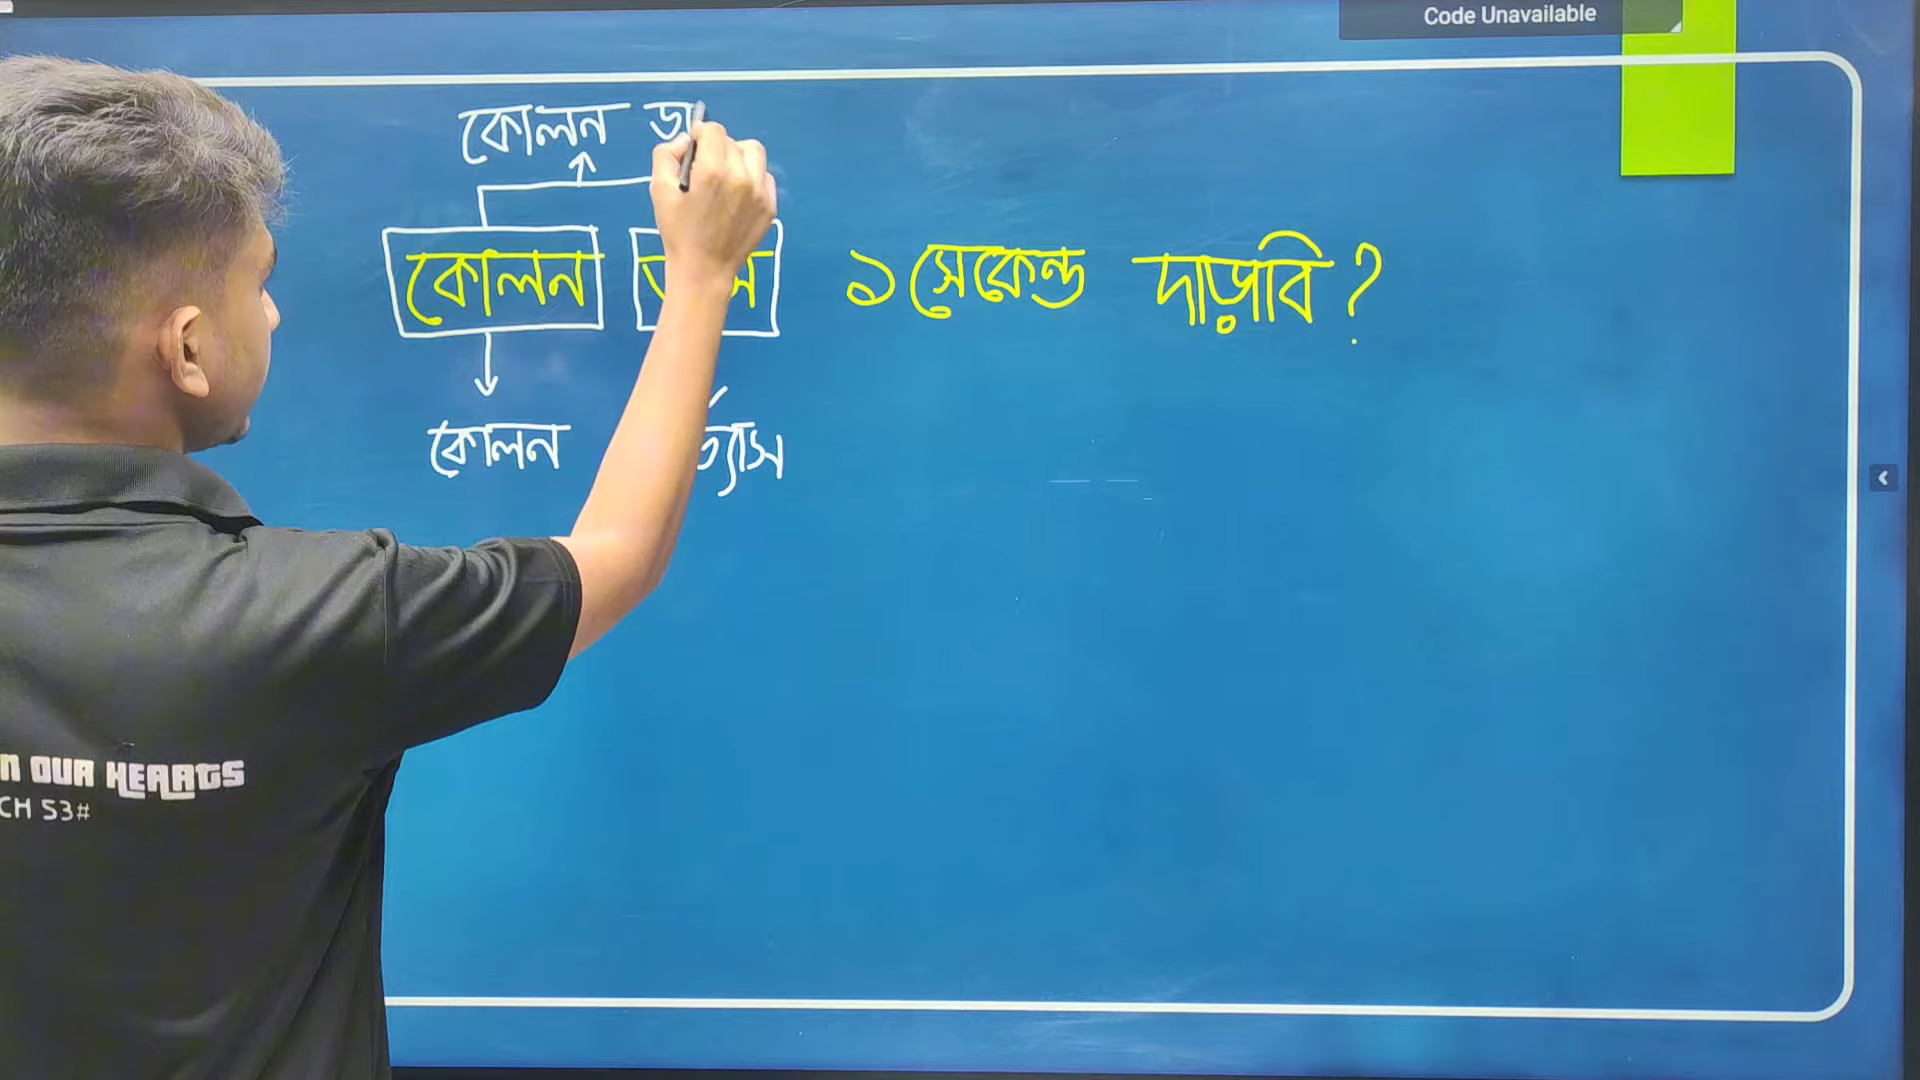 Code Unavailable
কোলন
কোলন ১ সেকেন্ড দাড়াবি ?
কোলন ড্যাস
N OUR HEARTS
CH 53#